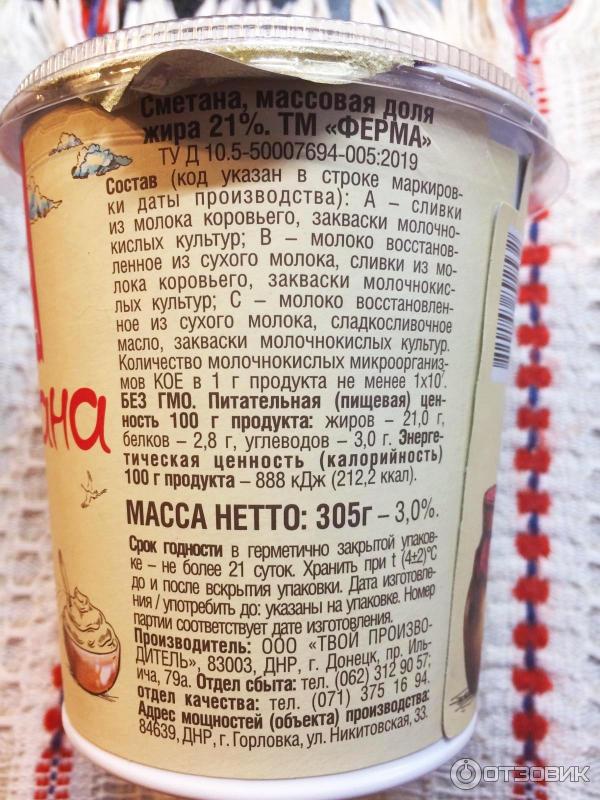 Сметана, массовая доля
жира 21%. ТМ «ФЕРМА»
ТУ Д 10.5-50007694-005:2019
Состав (код указан в строке маркиров-
ки даты производства): А – сливки
из молока коровьего, закваски молочно-
кислых культур; В – молоко восстанов-
ленное из сухого молока, сливки из мо-
лока коровьего, закваски молочнокис-
лых культур; С – молоко восстановлен-
ное из сухого молока, сладкосливочное
масло, закваски молочнокислых культур.
Количество молочнокислых микроорганиз-
мов КОЕ в 1 г продукта не менее 1х10⁷.
БЕЗ ГМО. Питательная (пищевая) цен-
ность 100 г продукта: жиров – 21,0 г,
белков – 2,8 г, углеводов – 3,0 г. Энерге-
тическая ценность (калорийность)
100 г продукта – 888 кДж (212,2 ккал).
МАССА НЕТТО: 305г – 3,0%.
Срок годности в герметично закрытой упаков-
ке – не более 21 суток. Хранить при t (4±2)°С
до и после вскрытия упаковки. Дата изготовле-
ния / употребить до: указаны на упаковке. Номер
партии соответствует дате изготовления.
Производитель: ООО «ТВОЙ ПРОИЗВО-
ДИТЕЛЬ», 83003, ДНР, г. Донецк, пр. Иль-
ича, 79а. Отдел сбыта: тел. (062) 312 90 57;
отдел качества: тел. (071) 375 16 94.
Адрес мощностей (объекта) производства:
84639, ДНР, г. Горловка, ул. Никитовская, 33.
ана
ОТЗОВИК